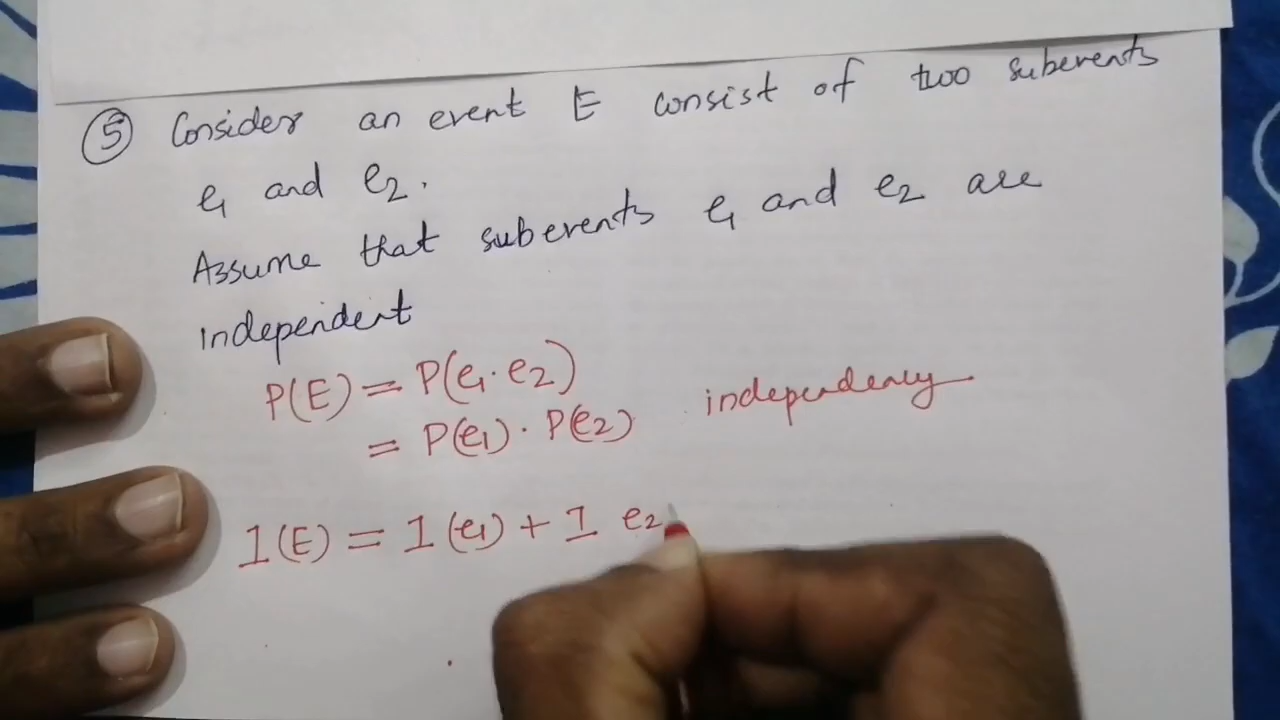 ⑤ Consider an event E consist of two subevents
e1 and e2.
Assume that subevents e1 and e2 are
independent
P(E) = P(e1 · e2)
= P(e1) · P(e2) independency
I(E) = I(e1) + I e2